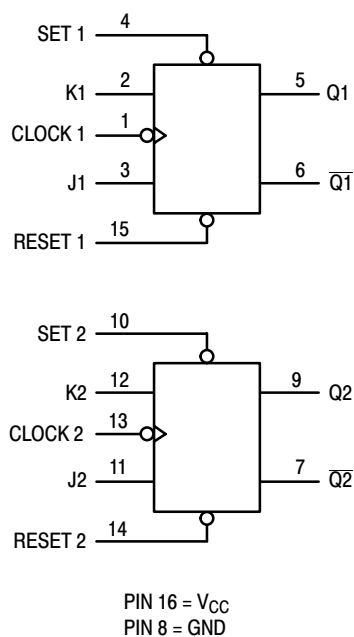 SET 1 4
K1 2 5 Q1
CLOCK 1 1
J1 3 6 Q1̅
RESET 1 15
SET 2 10
K2 12 9 Q2
CLOCK 2 13
J2 11 7 Q2̅
RESET 2 14
PIN 16 = VCC
PIN 8 = GND